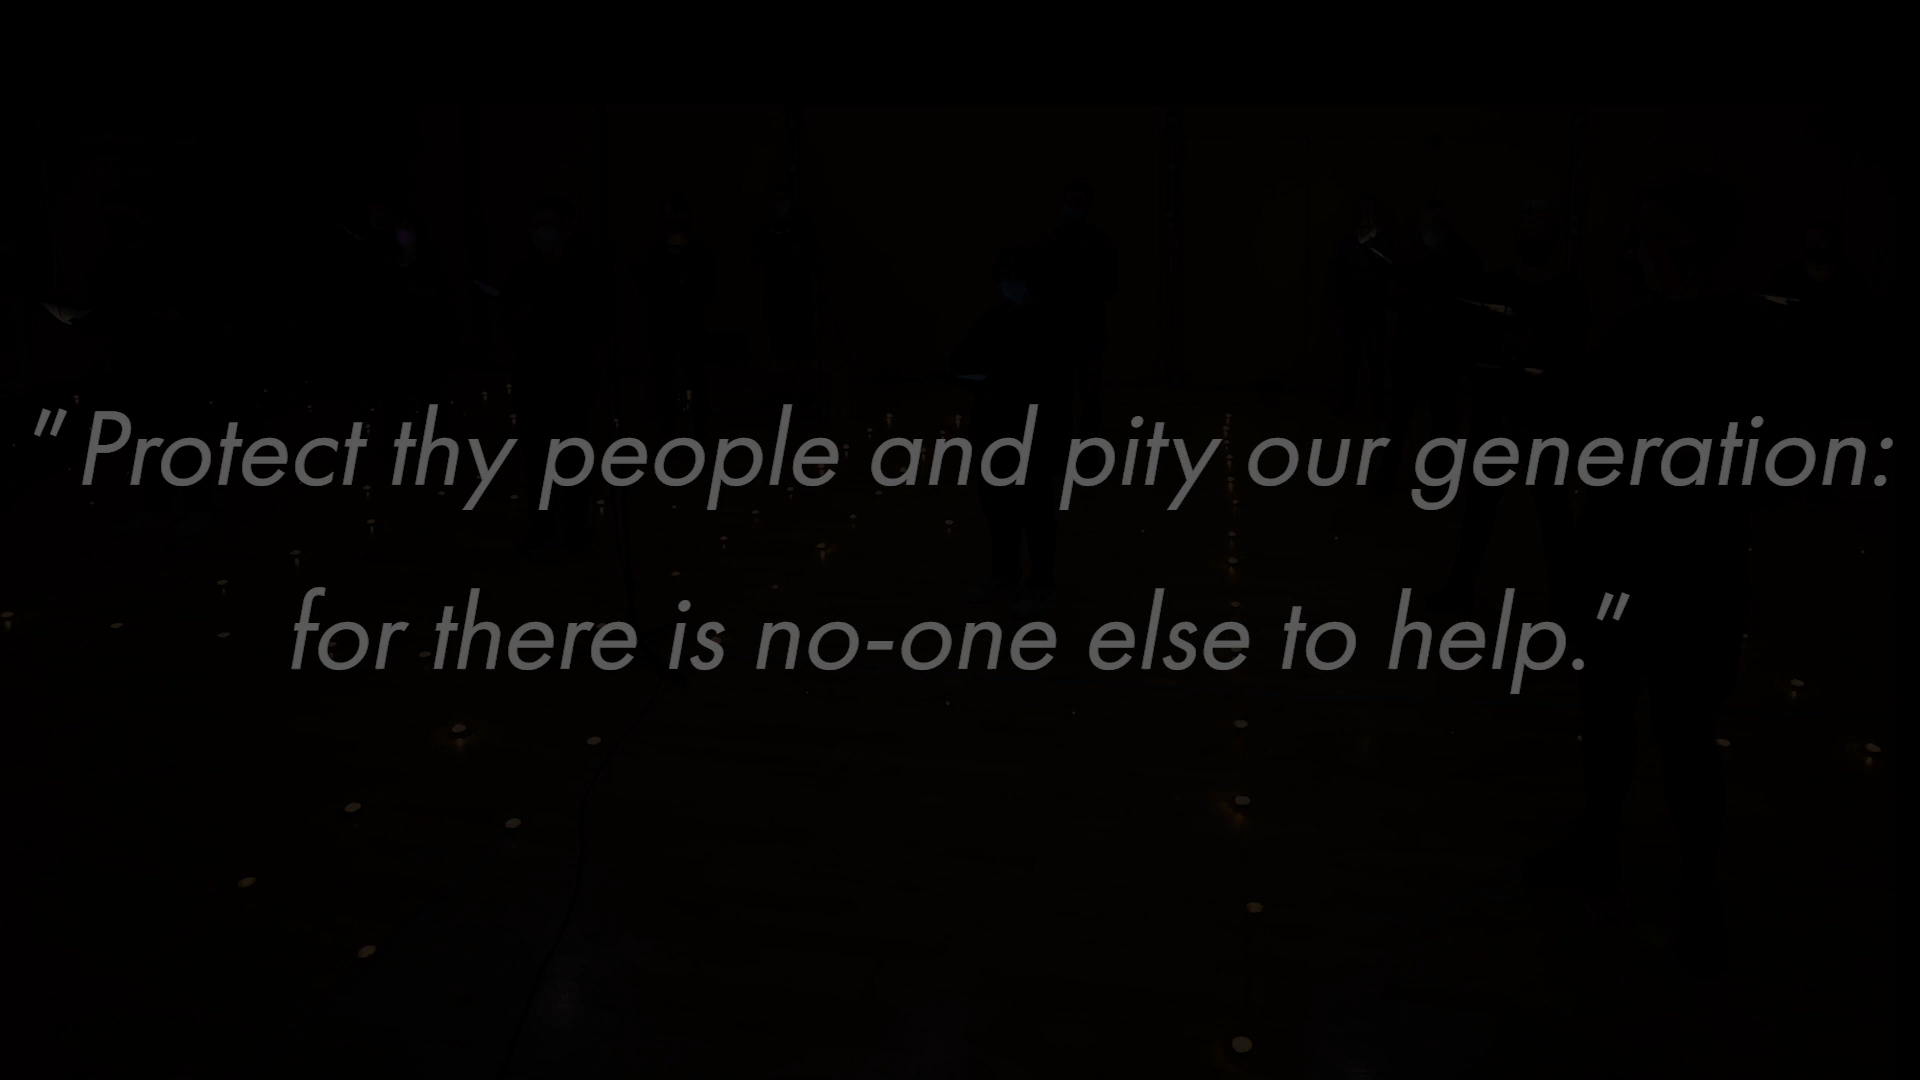 "Protect thy people and pity our generation:
for there is no-one else to help."